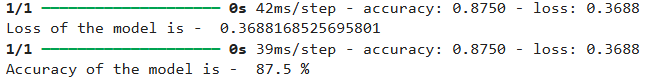 1/1 ━━━━━━━━━━━━━━━━━━━━ 0s 42ms/step - accuracy: 0.8750 - loss: 0.3688
Loss of the model is -  0.3688168525695801
1/1 ━━━━━━━━━━━━━━━━━━━━ 0s 39ms/step - accuracy: 0.8750 - loss: 0.3688
Accuracy of the model is -  87.5 %